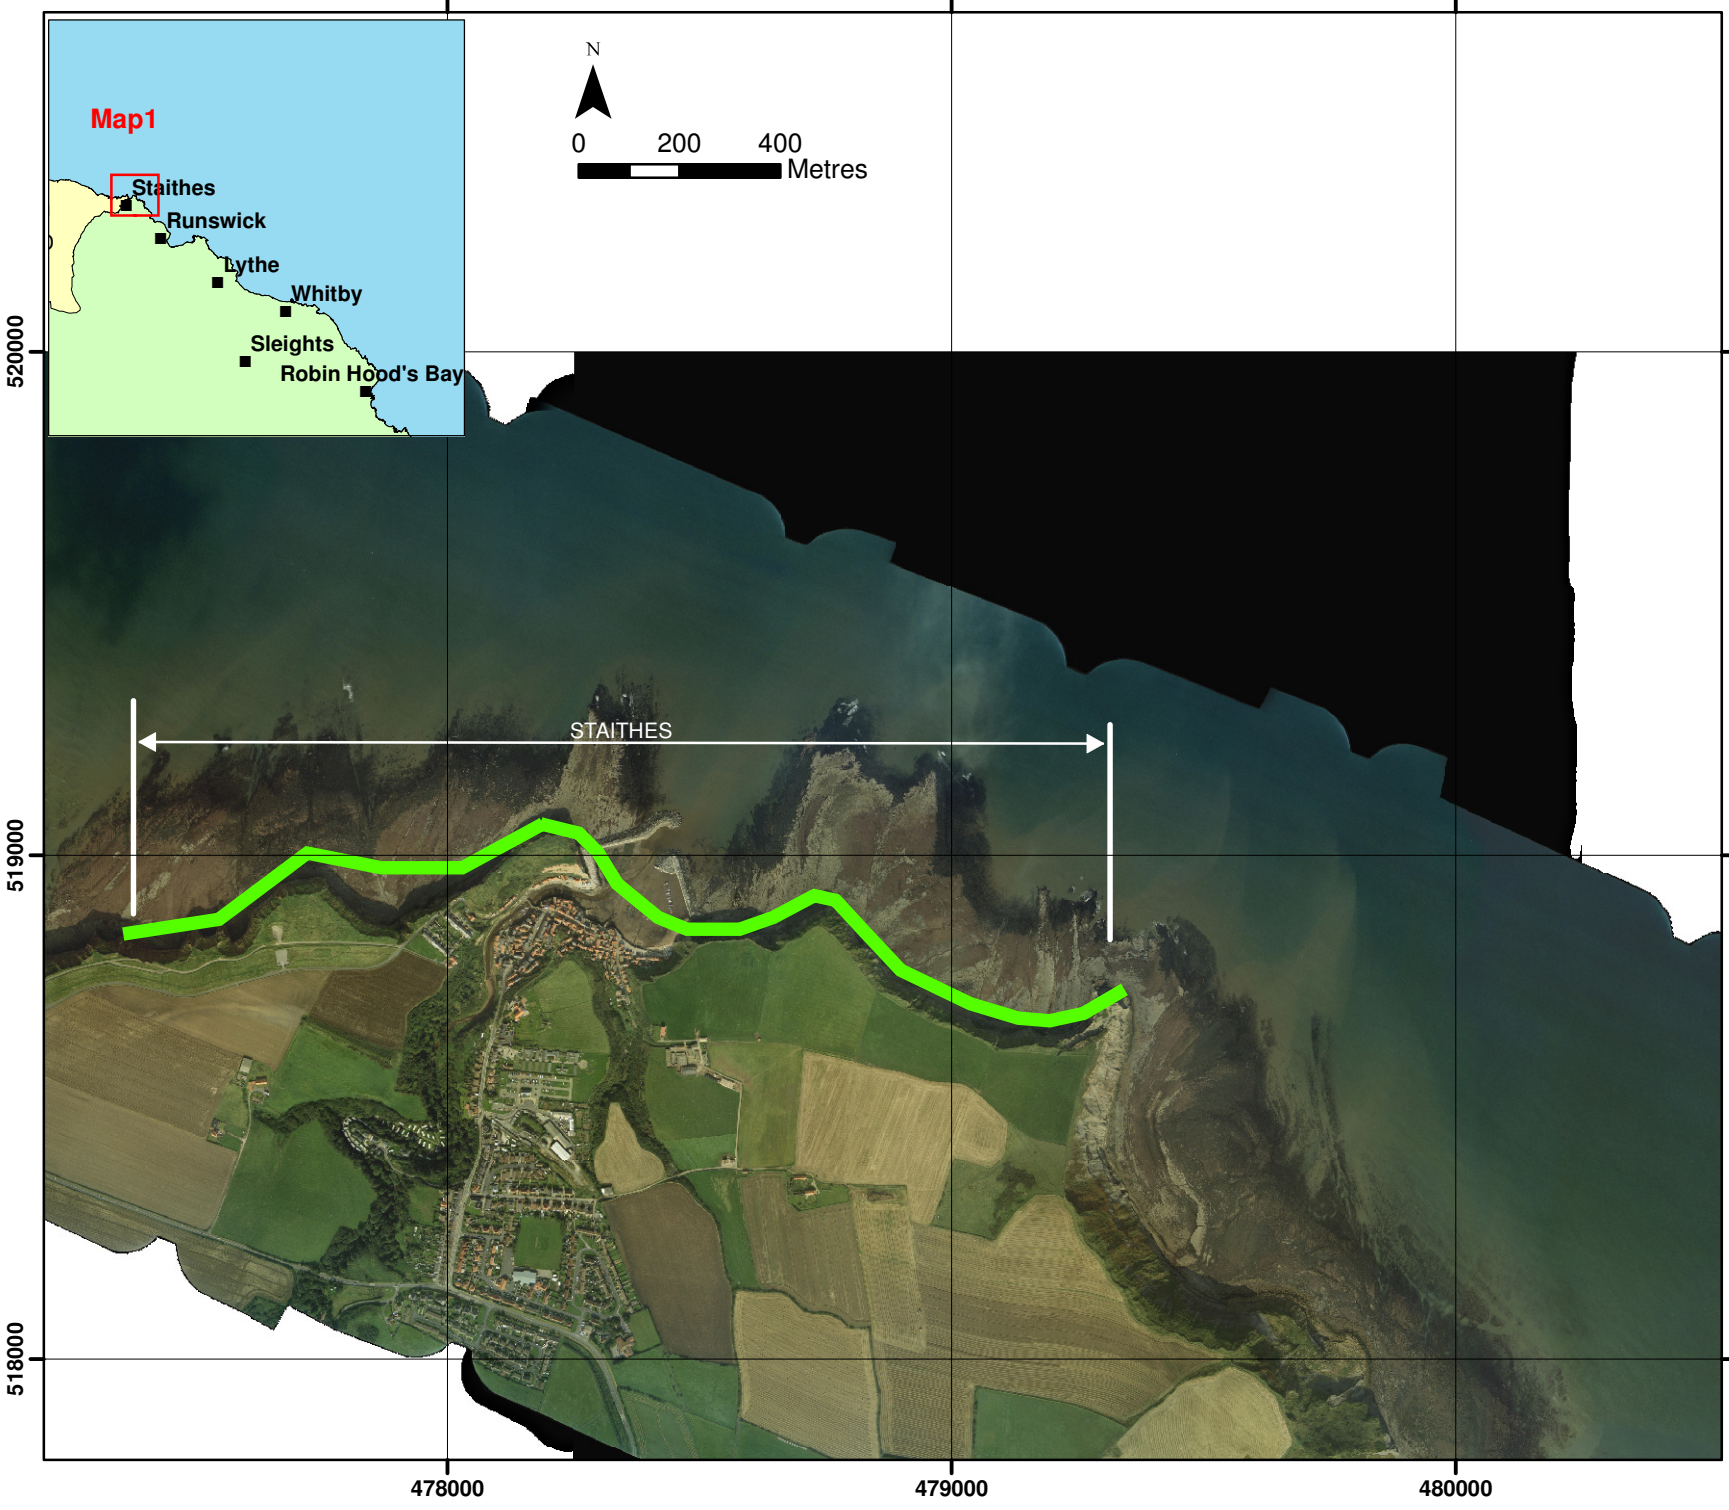 Map1
Staithes
Runswick
Lythe
Whitby
Sleights
Robin Hood's Bay
N
0 200 400
Metres
STAITHES
520000
519000
518000
478000 479000 480000